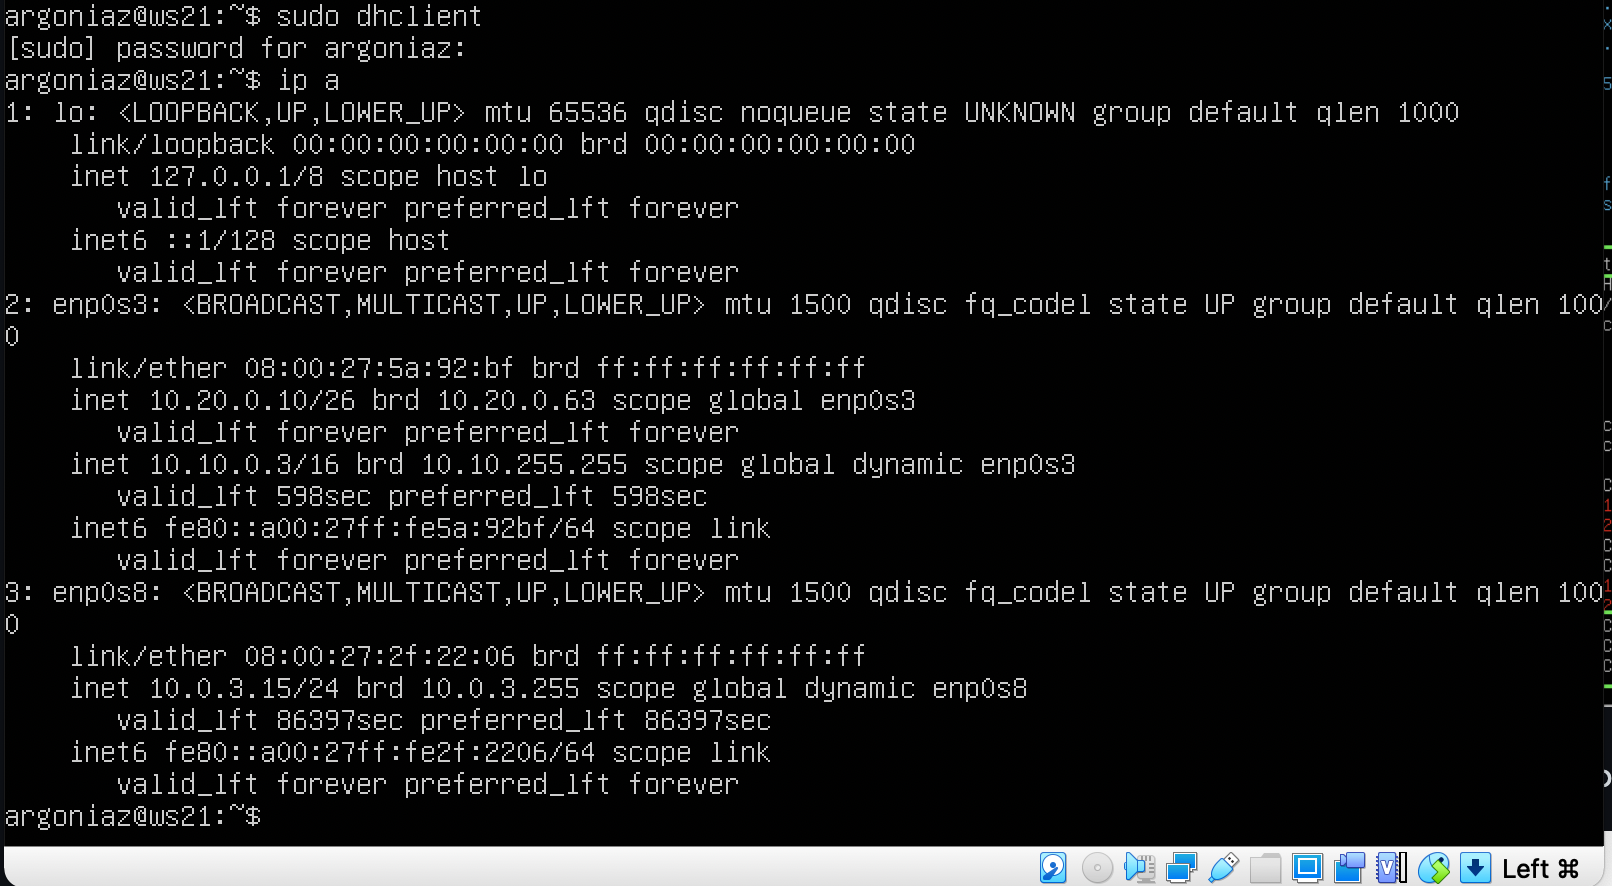 argoniaz@ws21:~$ sudo dhclient
[sudo] password for argoniaz:
argoniaz@ws21:~$ ip a
1: lo: <LOOPBACK,UP,LOWER_UP> mtu 65536 qdisc noqueue state UNKNOWN group default qlen 1000
    link/loopback 00:00:00:00:00:00 brd 00:00:00:00:00:00
    inet 127.0.0.1/8 scope host lo
       valid_lft forever preferred_lft forever
    inet6 ::1/128 scope host
       valid_lft forever preferred_lft forever
2: enp0s3: <BROADCAST,MULTICAST,UP,LOWER_UP> mtu 1500 qdisc fq_codel state UP group default qlen 100
0
    link/ether 08:00:27:5a:92:bf brd ff:ff:ff:ff:ff:ff
    inet 10.20.0.10/26 brd 10.20.0.63 scope global enp0s3
       valid_lft forever preferred_lft forever
    inet 10.10.0.3/16 brd 10.10.255.255 scope global dynamic enp0s3
       valid_lft 598sec preferred_lft 598sec
    inet6 fe80::a00:27ff:fe5a:92bf/64 scope link
       valid_lft forever preferred_lft forever
3: enp0s8: <BROADCAST,MULTICAST,UP,LOWER_UP> mtu 1500 qdisc fq_codel state UP group default qlen 100
0
    link/ether 08:00:27:2f:22:06 brd ff:ff:ff:ff:ff:ff
    inet 10.0.3.15/24 brd 10.0.3.255 scope global dynamic enp0s8
       valid_lft 86397sec preferred_lft 86397sec
    inet6 fe80::a00:27ff:fe2f:2206/64 scope link
       valid_lft forever preferred_lft forever
argoniaz@ws21:~$
Left ⌘